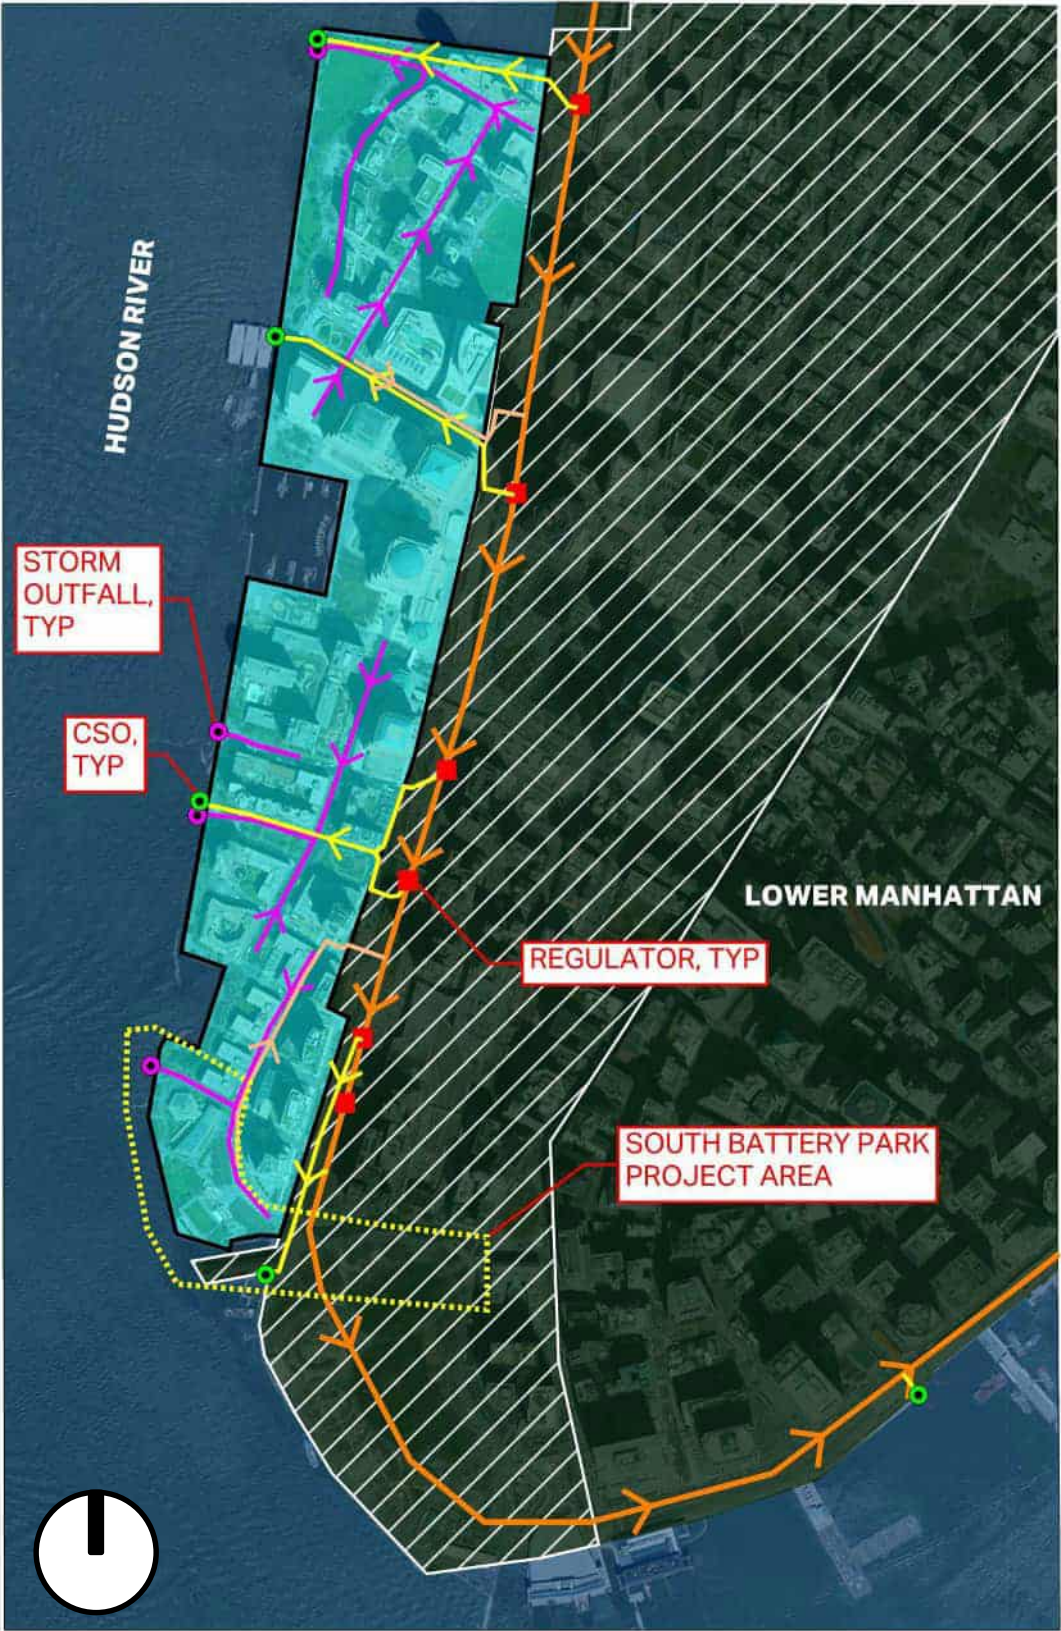 HUDSON RIVER
STORM
OUTFALL,
TYP
CSO,
TYP
LOWER MANHATTAN
REGULATOR, TYP
SOUTH BATTERY PARK
PROJECT AREA